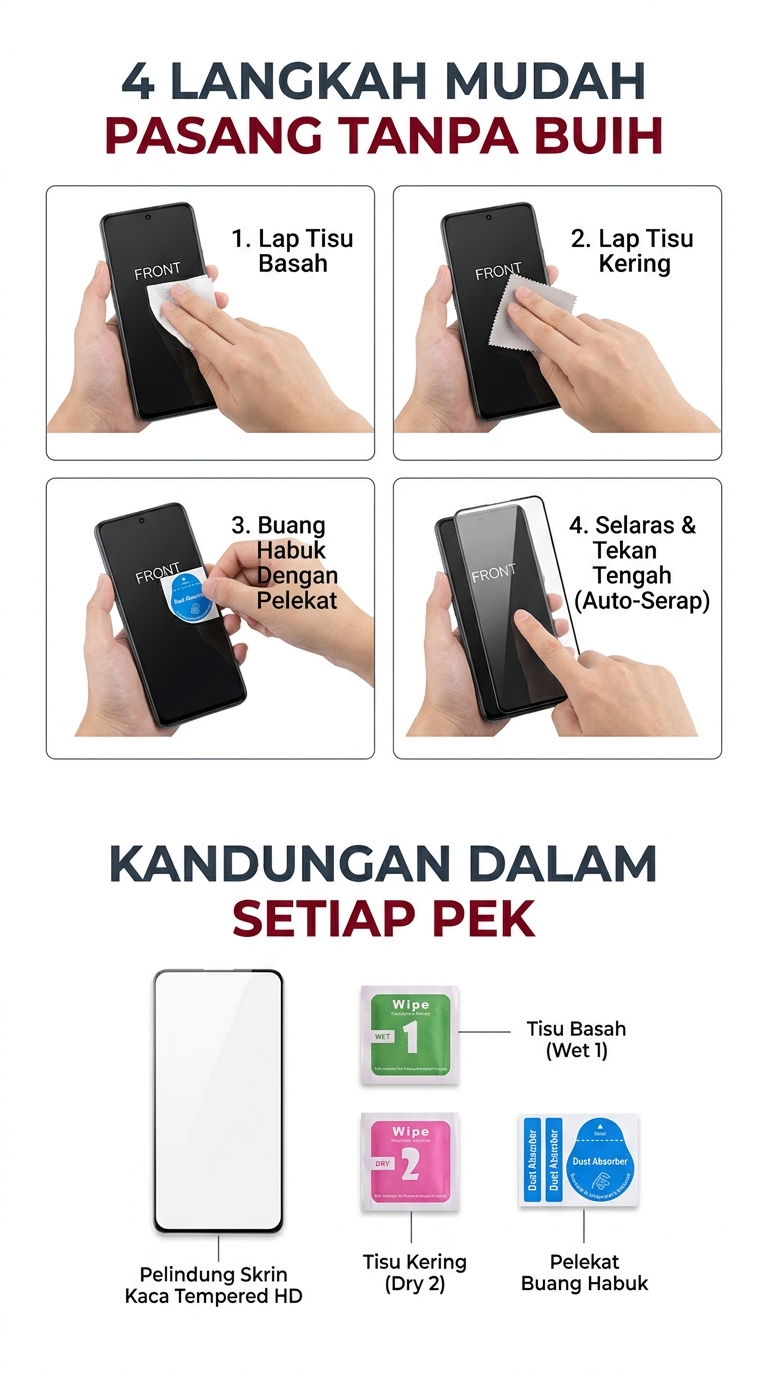 4 LANGKAH MUDAH
PASANG TANPA BUIH
1. Lap Tisu
Basah
FRONT
2. Lap Tisu
Kering
FRONT
3. Buang
Habuk
Dengan
Pelekat
FRONT
Dust Absorber
4. Selaras &
Tekan
Tengah
(Auto-Serap)
FRONT
KANDUNGAN DALAM
SETIAP PEK
Wipe
WET
1
Tisu Basah
(Wet 1)
Wipe
DRY
2
Dust Absorber
Dust Absorber
Dust Absorber
Pelindung Skrin
Kaca Tempered HD
Tisu Kering
(Dry 2)
Pelekat
Buang Habuk